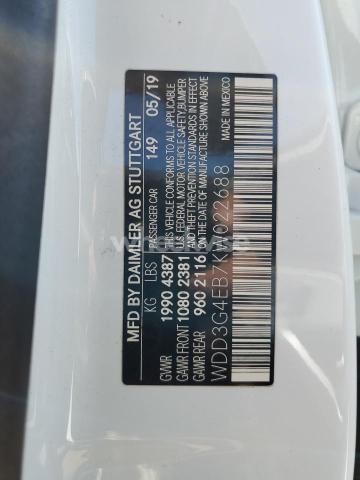 MFD BY DAIMLER AG STUTTGART
KG LBS PASSENGER CAR 149 05/19
GVWR 1990 4387 THIS VEHICLE CONFORMS TO ALL APPLICABLE
GAWR FRONT 1080 2381 U.S. FEDERAL MOTOR VEHICLE SAFETY, BUMPER
GAWR REAR 960 2116 AND THEFT PREVENTION STANDARDS IN
EFFECT ON THE DATE OF MANUFACTURE SHOWN ABOVE
MADE IN MEXICO